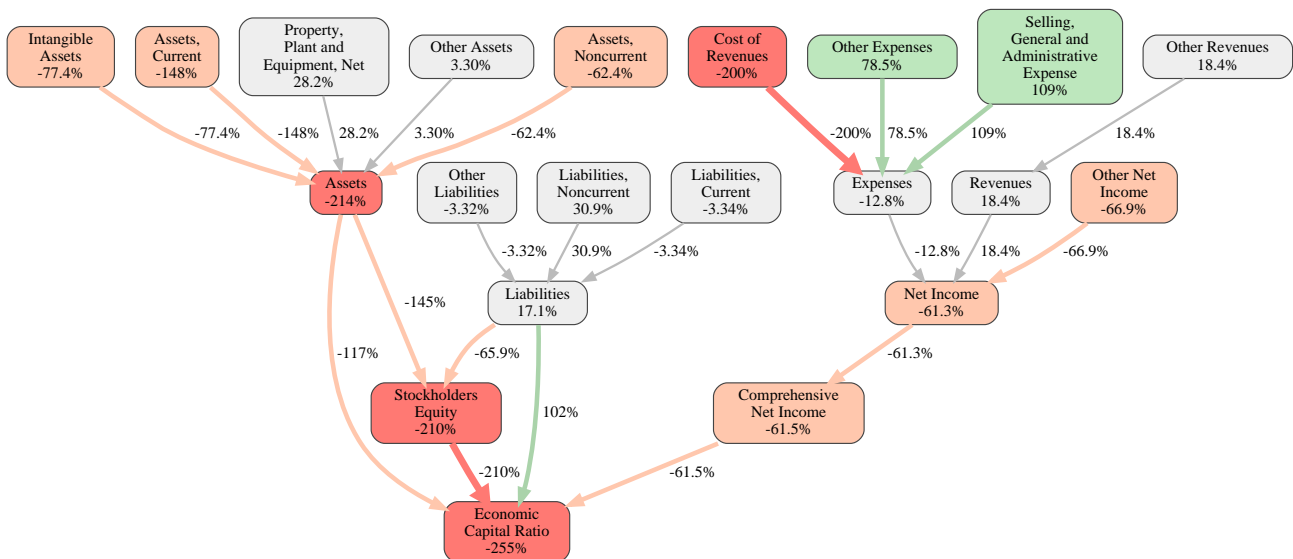 Intangible
Assets
-77.4%
Assets,
Current
-148%
Property,
Plant and
Equipment, Net
28.2%
Other Assets
3.30%
Assets,
Noncurrent
-62.4%
Cost of
Revenues
-200%
Other Expenses
78.5%
Selling,
General and
Administrative
Expense
109%
Other Revenues
18.4%
-77.4%
-148%
28.2%
3.30%
-62.4%
-200%
78.5%
109%
18.4%
Assets
-214%
Other
Liabilities
-3.32%
Liabilities,
Noncurrent
30.9%
Liabilities,
Current
-3.34%
Expenses
-12.8%
Revenues
18.4%
Other Net
Income
-66.9%
-3.32%
30.9%
-3.34%
-12.8%
18.4%
-66.9%
-145%
Liabilities
17.1%
Net Income
-61.3%
-117%
-65.9%
-61.3%
Stockholders
Equity
-210%
102%
Comprehensive
Net Income
-61.5%
-210%
-61.5%
Economic
Capital Ratio
-255%